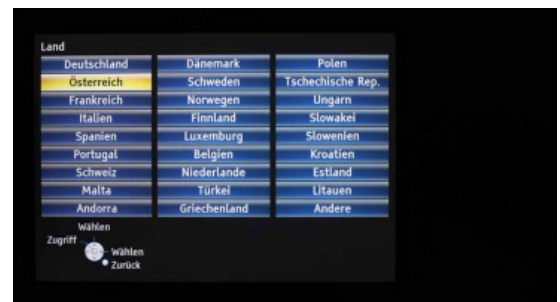 Land
Deutschland Dänemark Polen
Österreich Schweden Tschechische Rep.
Frankreich Norwegen Ungarn
Italien Finnland Slowakei
Spanien Luxemburg Slowenien
Portugal Belgien Kroatien
Schweiz Niederlande Estland
Malta Türkei Litauen
Andorra Griechenland Andere
Wählen
Zugriff
Wählen
Zurück